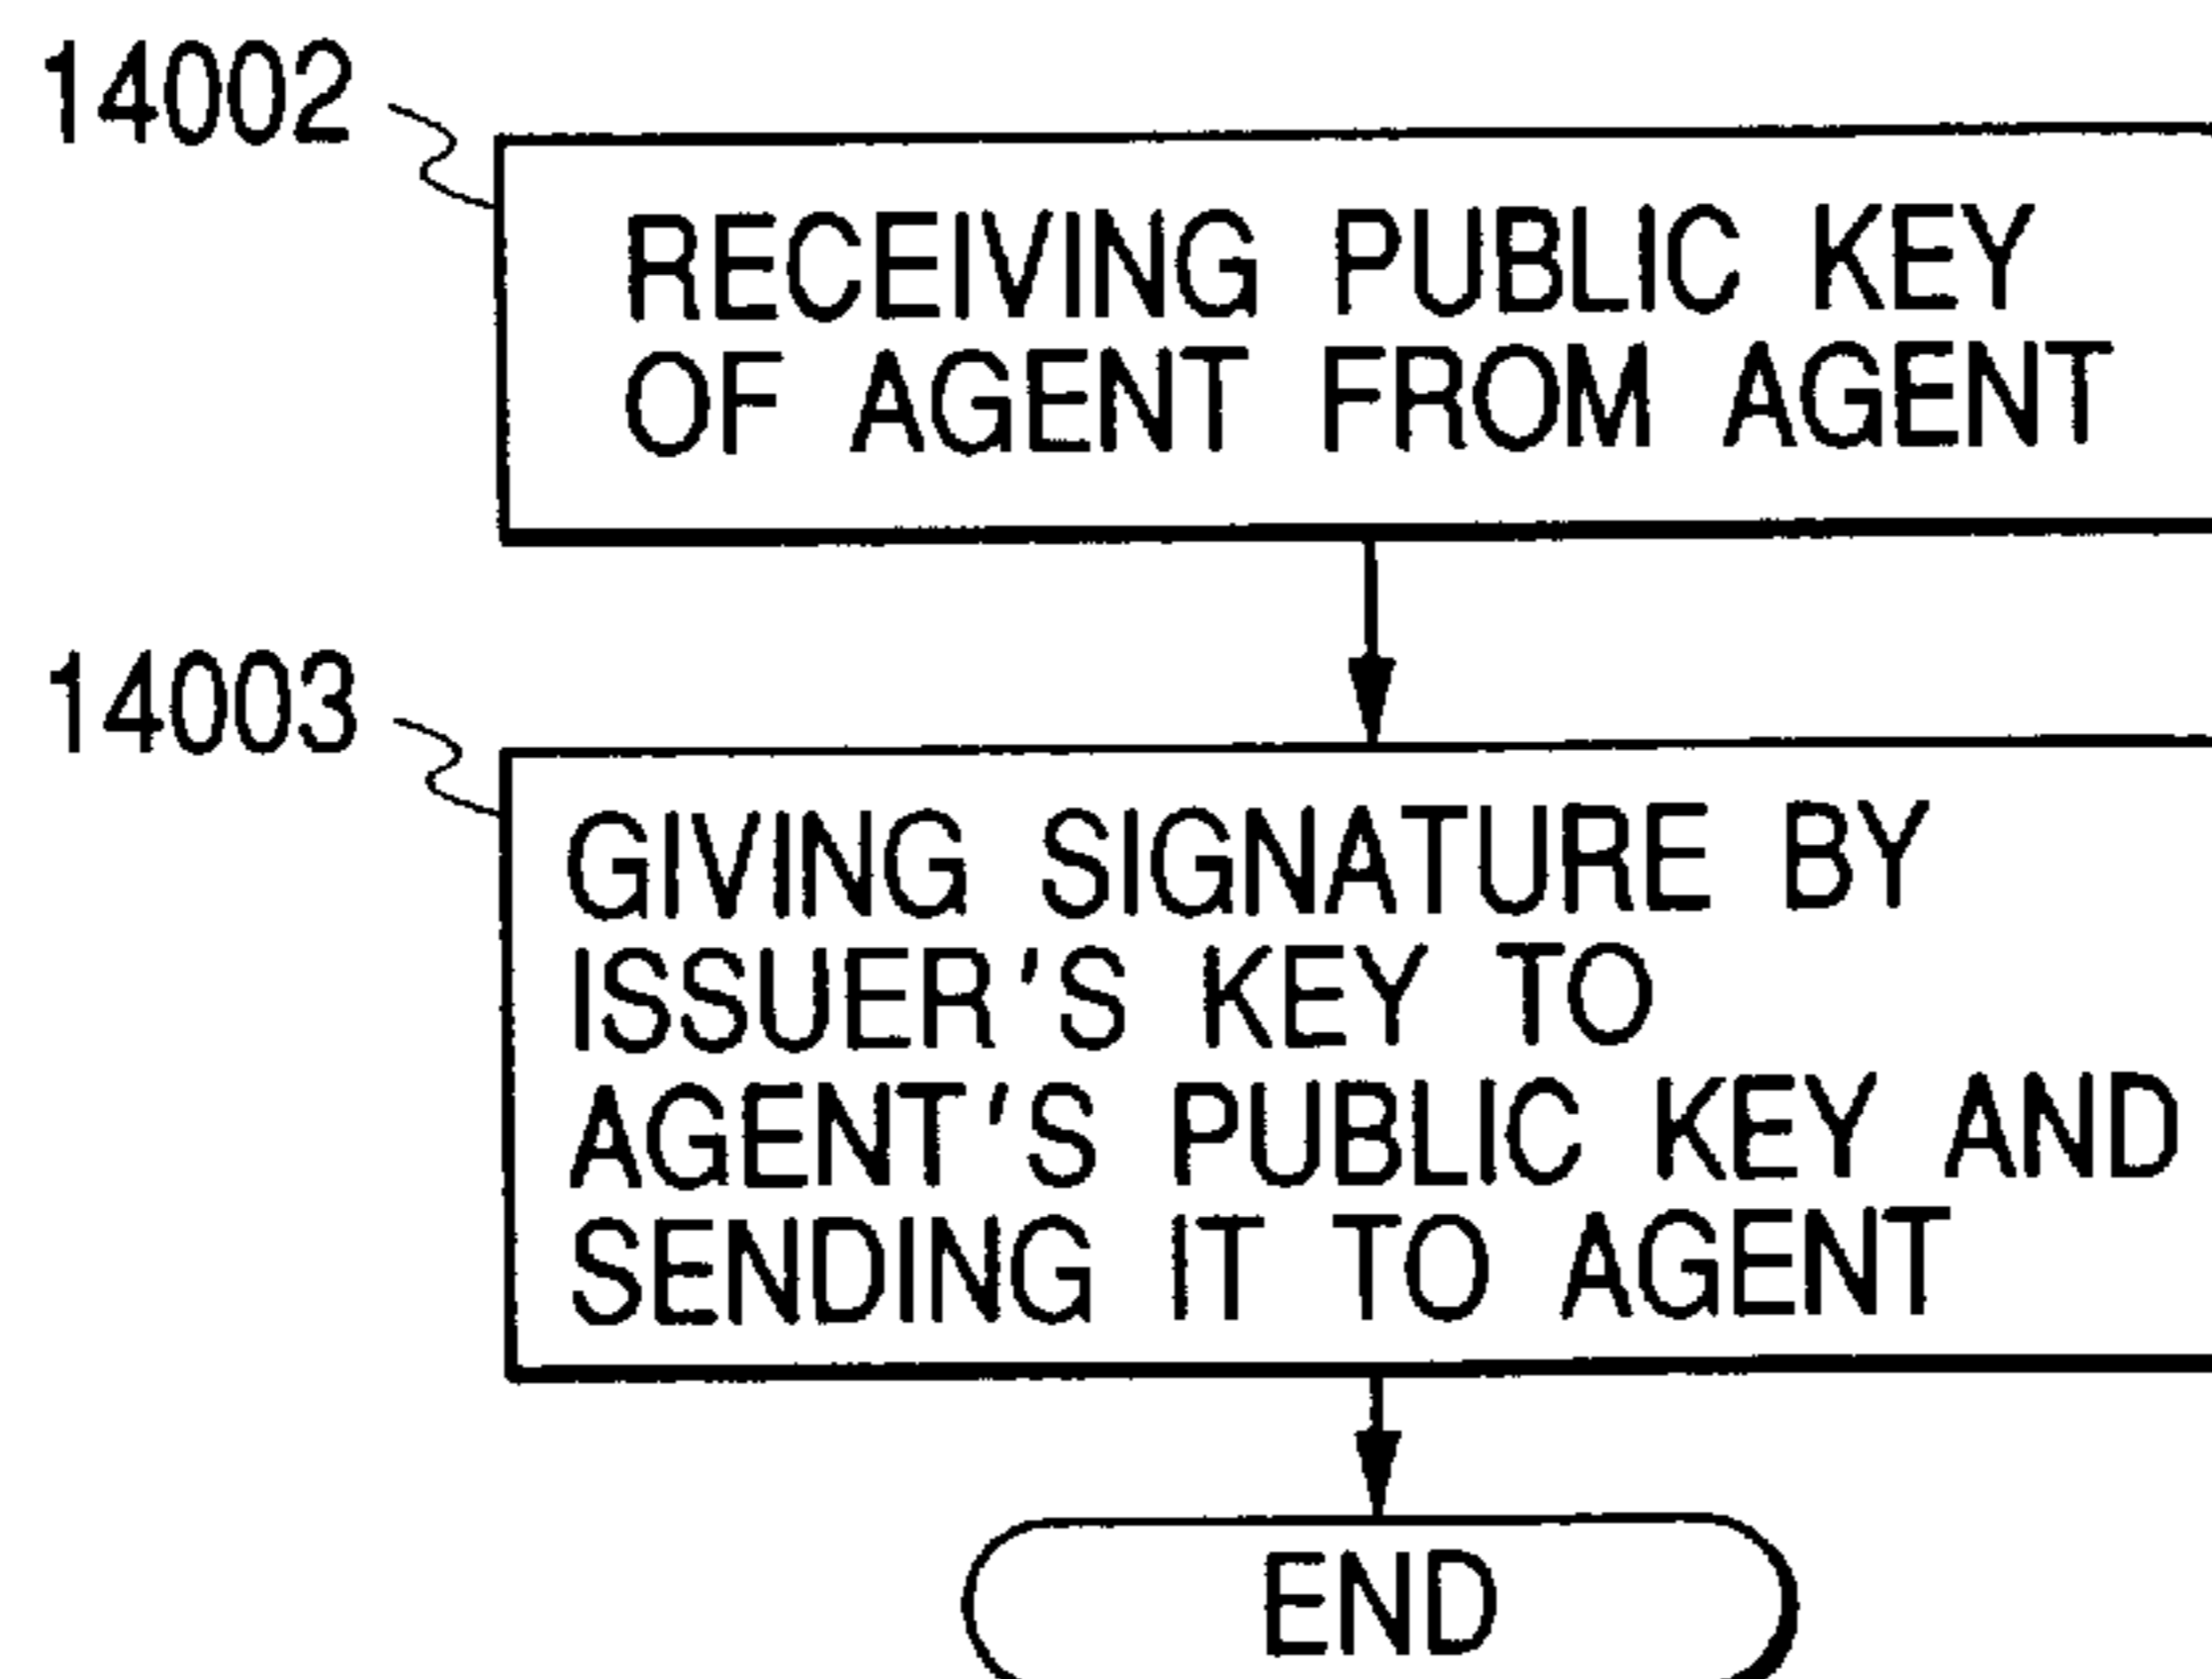 14002
RECEIVING PUBLIC KEY
OF AGENT FROM AGENT
14003
GIVING SIGNATURE BY
ISSUER'S KEY TO
AGENT'S PUBLIC KEY AND
SENDING IT TO AGENT
END